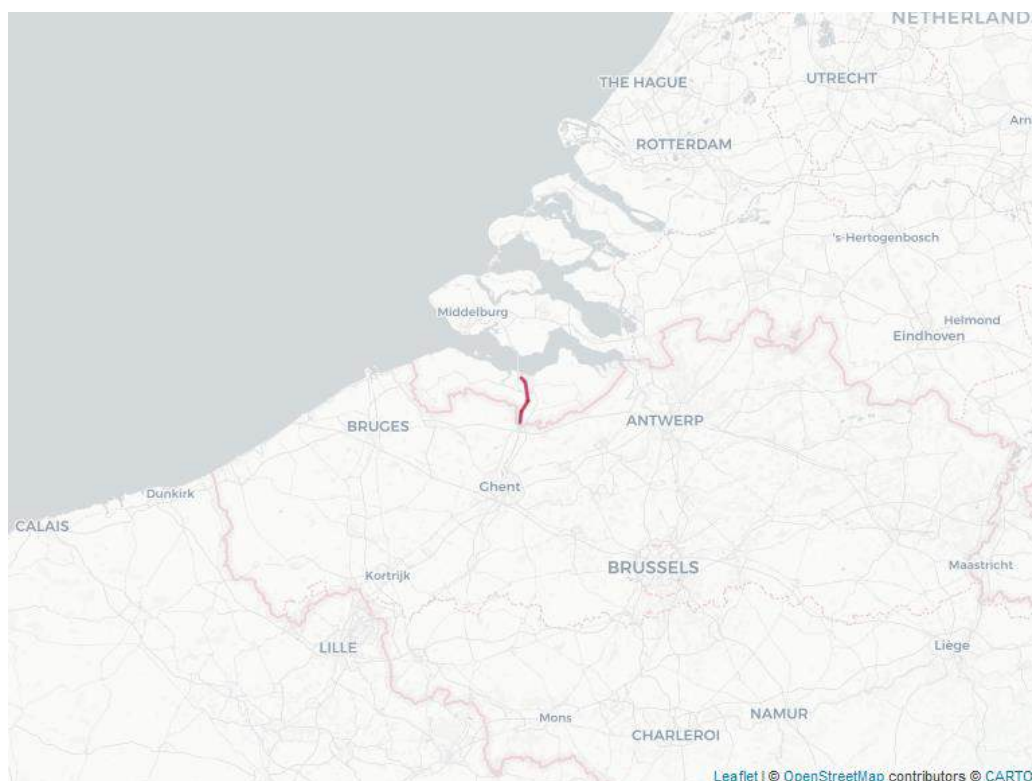 NETHERLAND
THE HAGUE
UTRECHT
Arn
ROTTERDAM
's-Hertogenbosch
Middelburg
Helmond
Eindhoven
BRUGES
ANTWERP
Ghent
Dunkirk
CALAIS
BRUSSELS
Maastricht
Kortrijk
LILLE
Liège
NAMUR
Mons
CHARLEROI
Leaflet | © OpenStreetMap contributors © CARTO